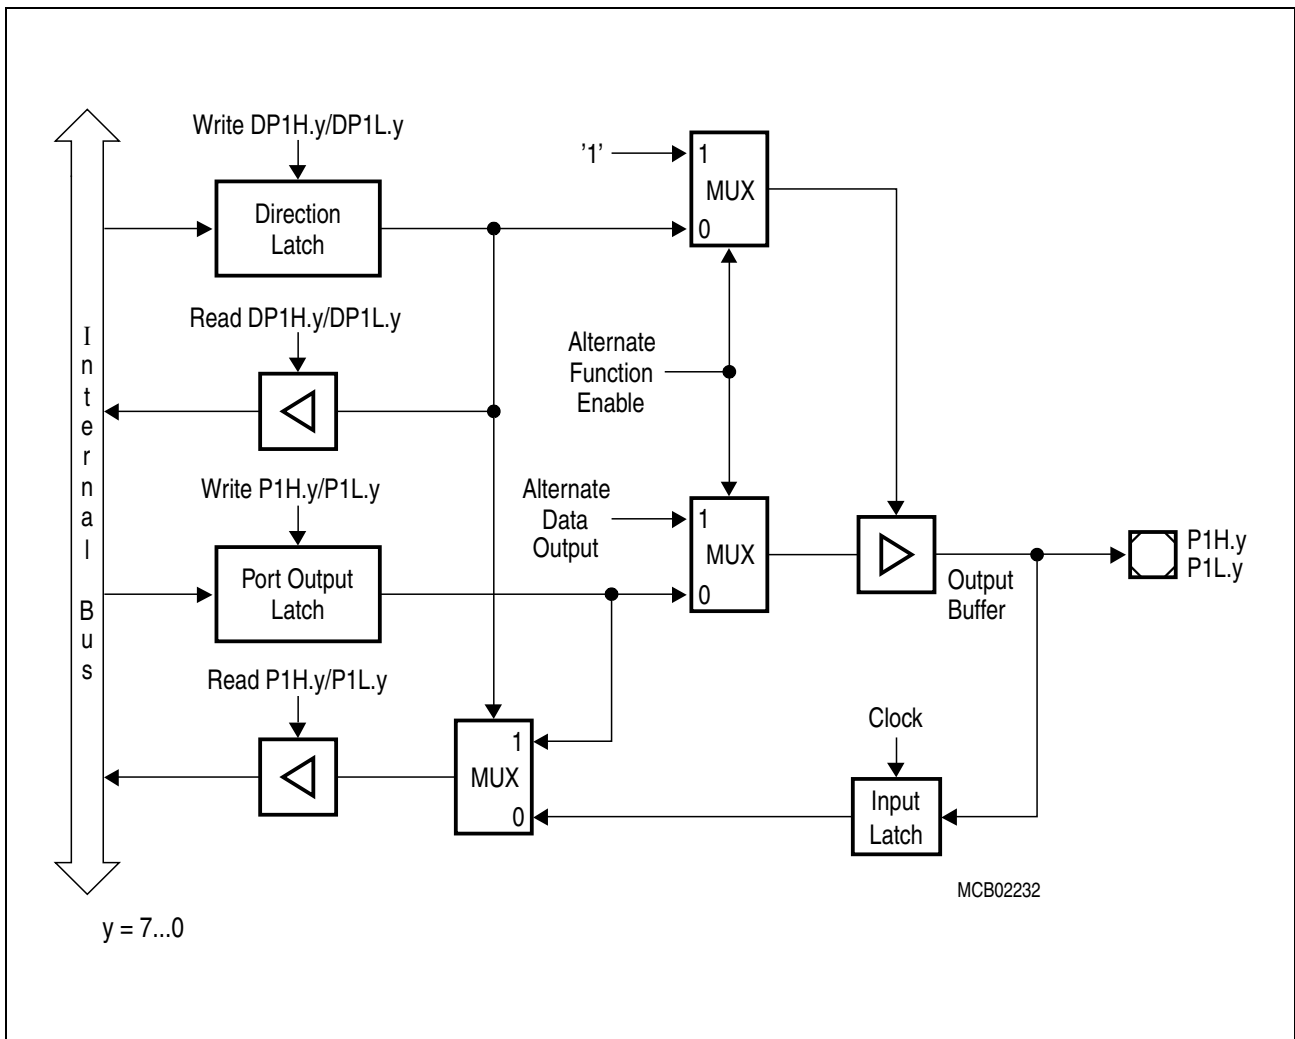 Write DP1H.y/DP1L.y
'1'
1
MUX
0
Direction
Latch
Read DP1H.y/DP1L.y
Alternate
Function
Enable
Internal Bus
Write P1H.y/P1L.y
Alternate
Data
Output
1
MUX
0
Port Output
Latch
Output
Buffer
P1H.y
P1L.y
Read P1H.y/P1L.y
1
MUX
0
Clock
Input
Latch
MCB02232
y = 7...0